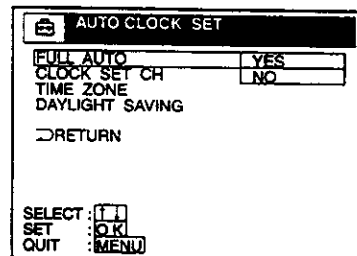 AUTO CLOCK SET
FULL AUTO YES
CLOCK SET CH NO
TIME ZONE
DAYLIGHT SAVING
⊃RETURN
SELECT : ↑↓
SET : OK
QUIT : MENU